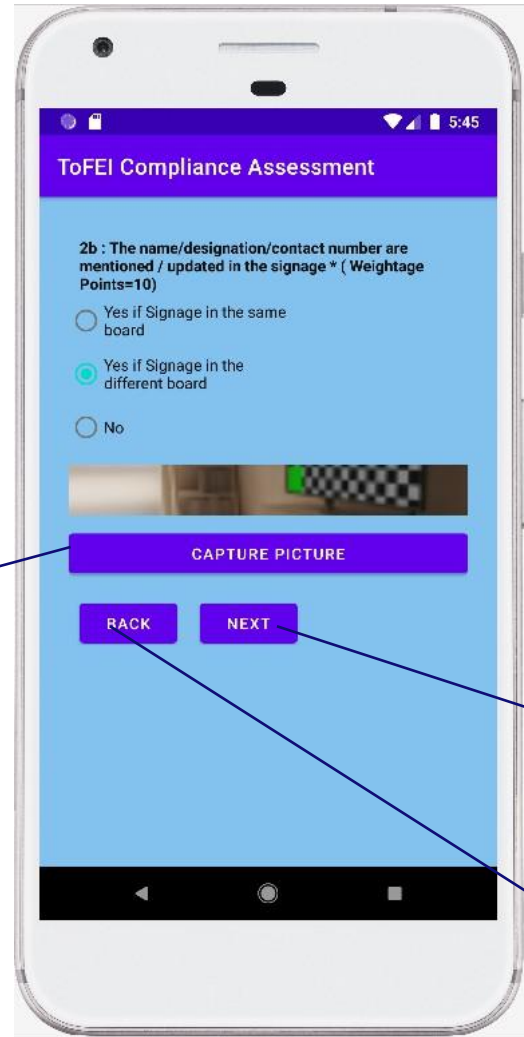 5:45
ToFEI Compliance Assessment
2b : The name/designation/contact number are
mentioned / updated in the signage * ( Weightage
Points=10)
Yes if Signage in the same
board
Yes if Signage in the
different board
No
CAPTURE PICTURE
BACK NEXT